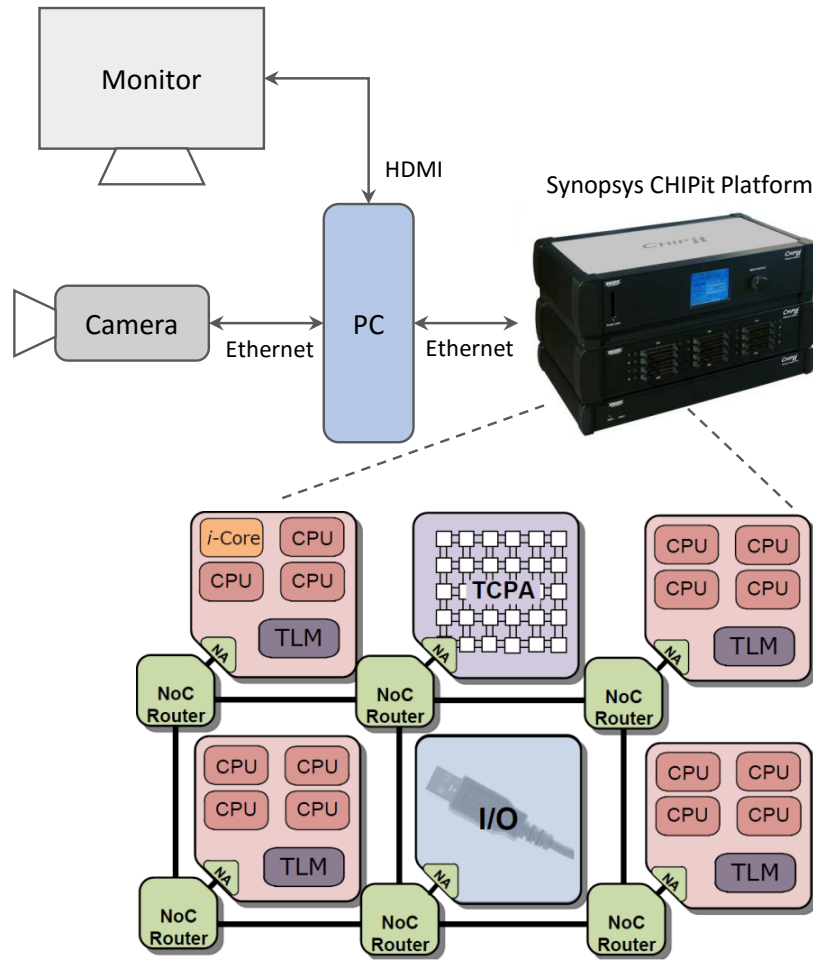 Monitor
HDMI
Synopsys CHIPit Platform
CHIPit
Camera
Ethernet
PC
Ethernet
i-Core
CPU
CPU
CPU
TLM
NA
TCPA
NA
CPU
CPU
CPU
CPU
TLM
NA
NoC
Router
NoC
Router
NoC
Router
CPU
CPU
CPU
CPU
TLM
NA
I/O
NA
CPU
CPU
CPU
CPU
TLM
NA
NoC
Router
NoC
Router
NoC
Router